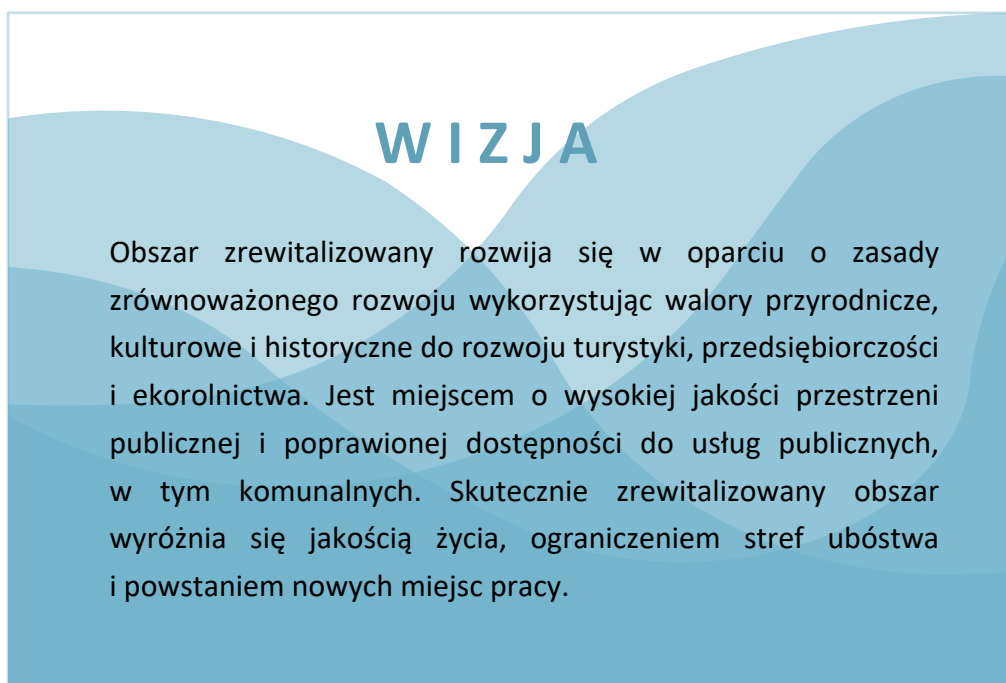 WIZJA
Obszar zrewitalizowany rozwija się w oparciu o zasady
zrównoważonego rozwoju wykorzystując walory przyrodnicze,
kulturowe i historyczne do rozwoju turystyki, przedsiębiorczości
i ekorolnictwa. Jest miejscem o wysokiej jakości przestrzeni
publicznej i poprawionej dostępności do usług publicznych,
w tym komunalnych. Skutecznie zrewitalizowany obszar
wyróżnia się jakością życia, ograniczeniem stref ubóstwa
i powstaniem nowych miejsc pracy.